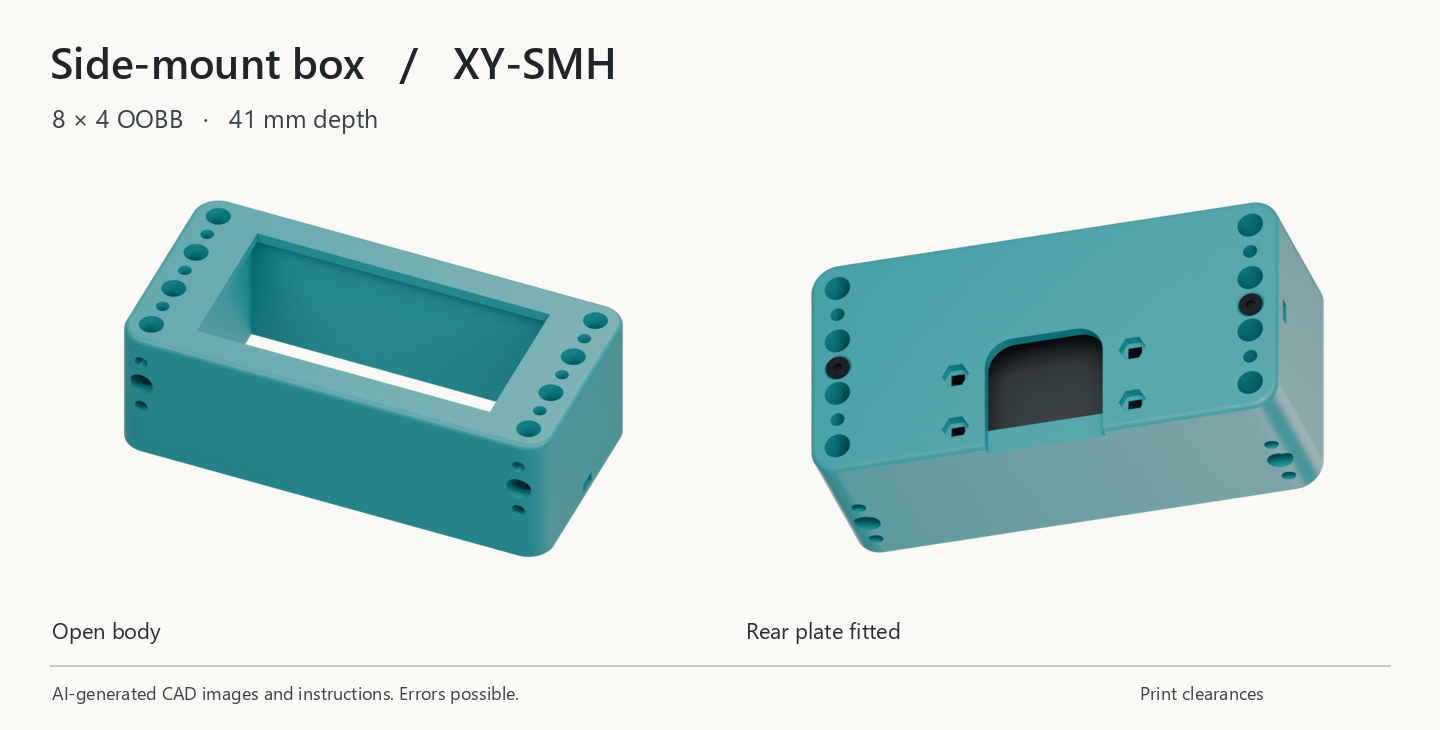 Side-mount box / XY-SMH
8 × 4 OOBB · 41 mm depth
Open body
Rear plate fitted
AI-generated CAD images and instructions. Errors possible.
Print clearances